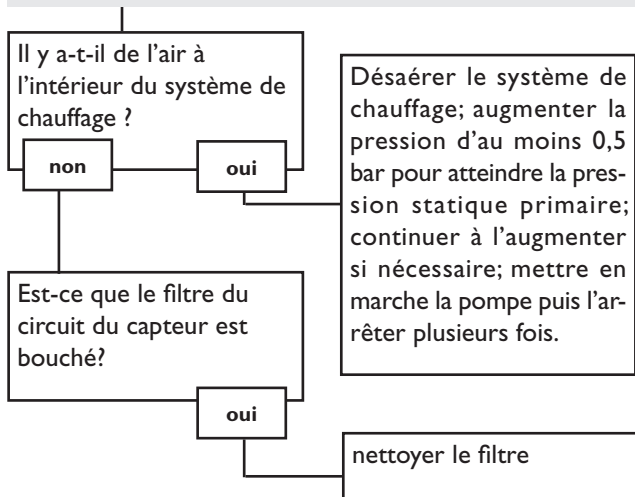 Il y a-t-il de l'air à
l'intérieur du système de
chauffage ?
non
oui
Désaérer le système de
chauffage; augmenter la
pression d'au moins 0,5
bar pour atteindre la pres-
sion statique primaire;
continuer à l'augmenter
si nécessaire; mettre en
marche la pompe puis l'ar-
rêter plusieurs fois.
Est-ce que le filtre du
circuit du capteur est
bouché?
oui
nettoyer le filtre